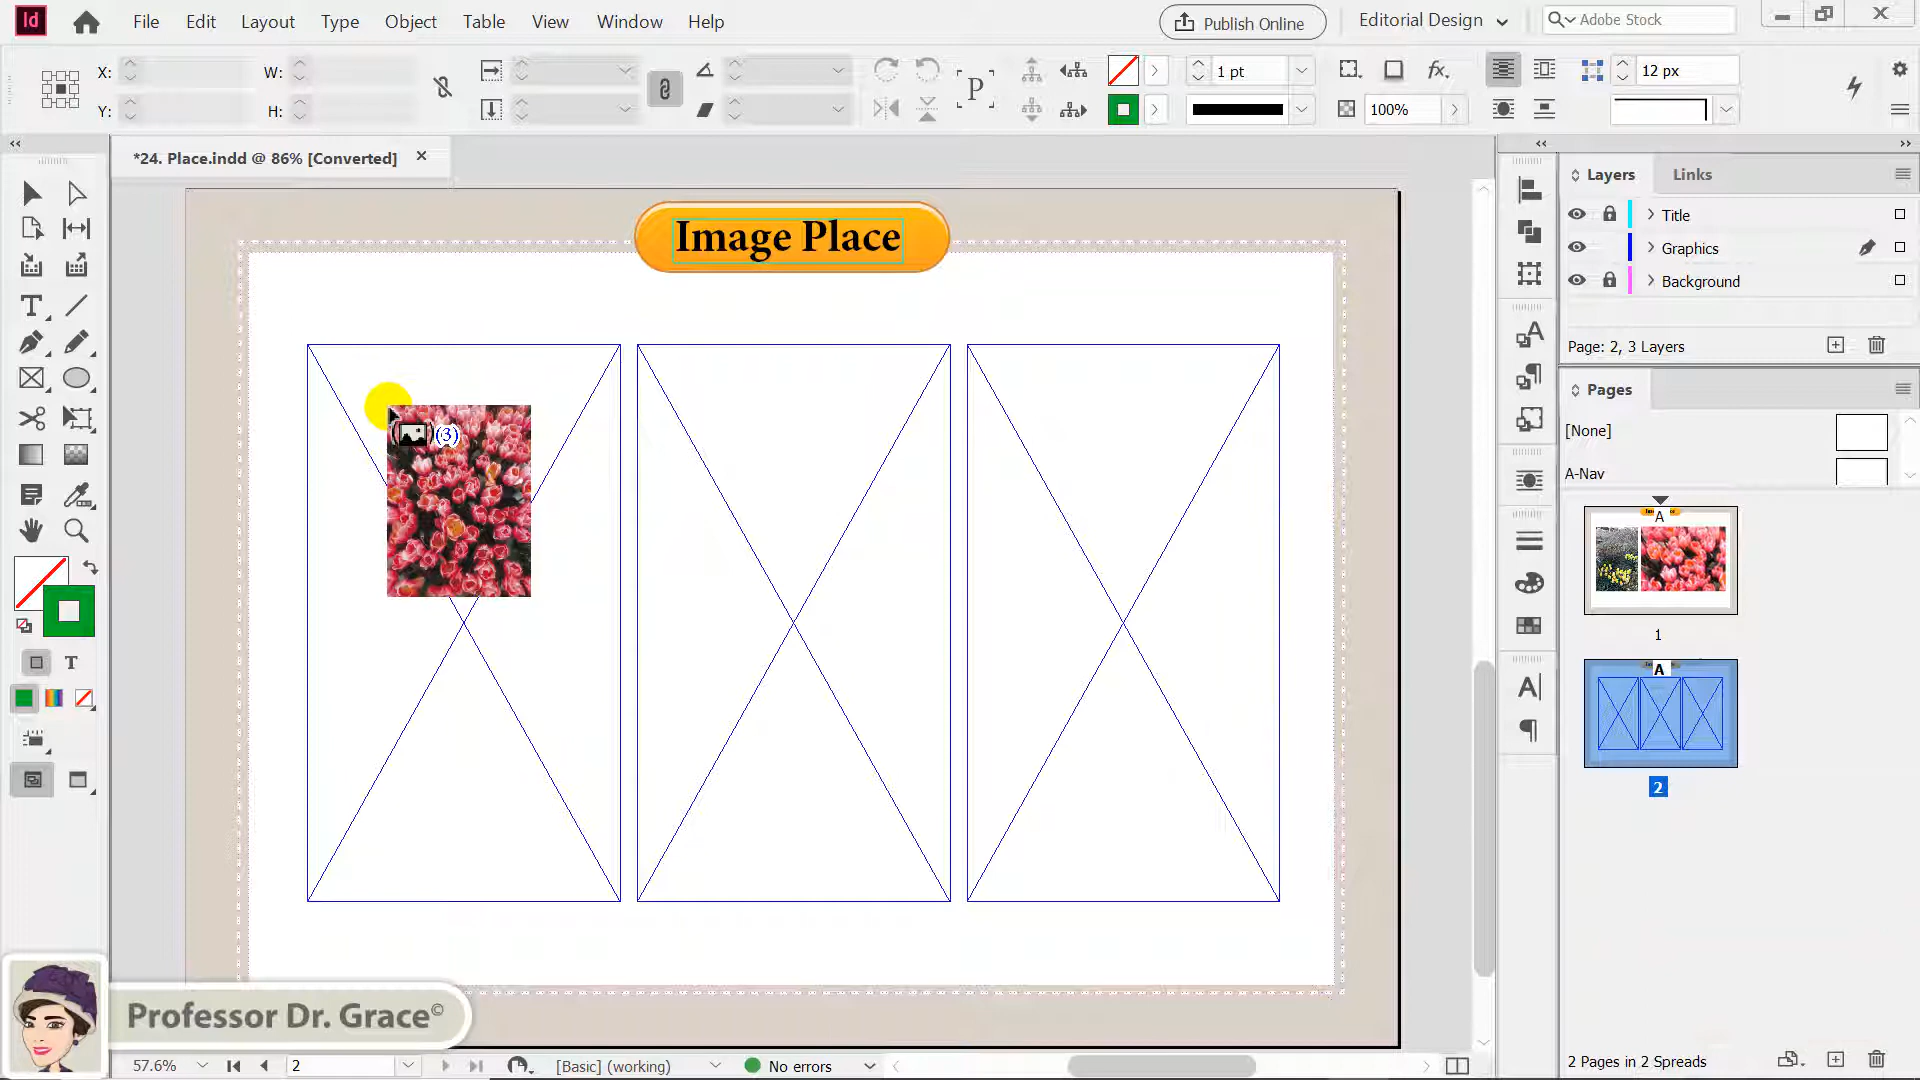 Id
File Edit Layout Type Object Table View Window Help
Publish Online
Editorial Design
Adobe Stock
X: W: 1 pt 12 px
Y: H: 100%
P
fx.
*24. Place.indd @ 86% [Converted]
Layers Links
Title
Graphics
Background
Page: 2, 3 Layers
Pages
[None]
A-Nav
A
1
A
2
2 Pages in 2 Spreads
Image Place
(3)
T
T
A
A
Professor Dr. Grace©
57.6% 2 [Basic] (working) No errors